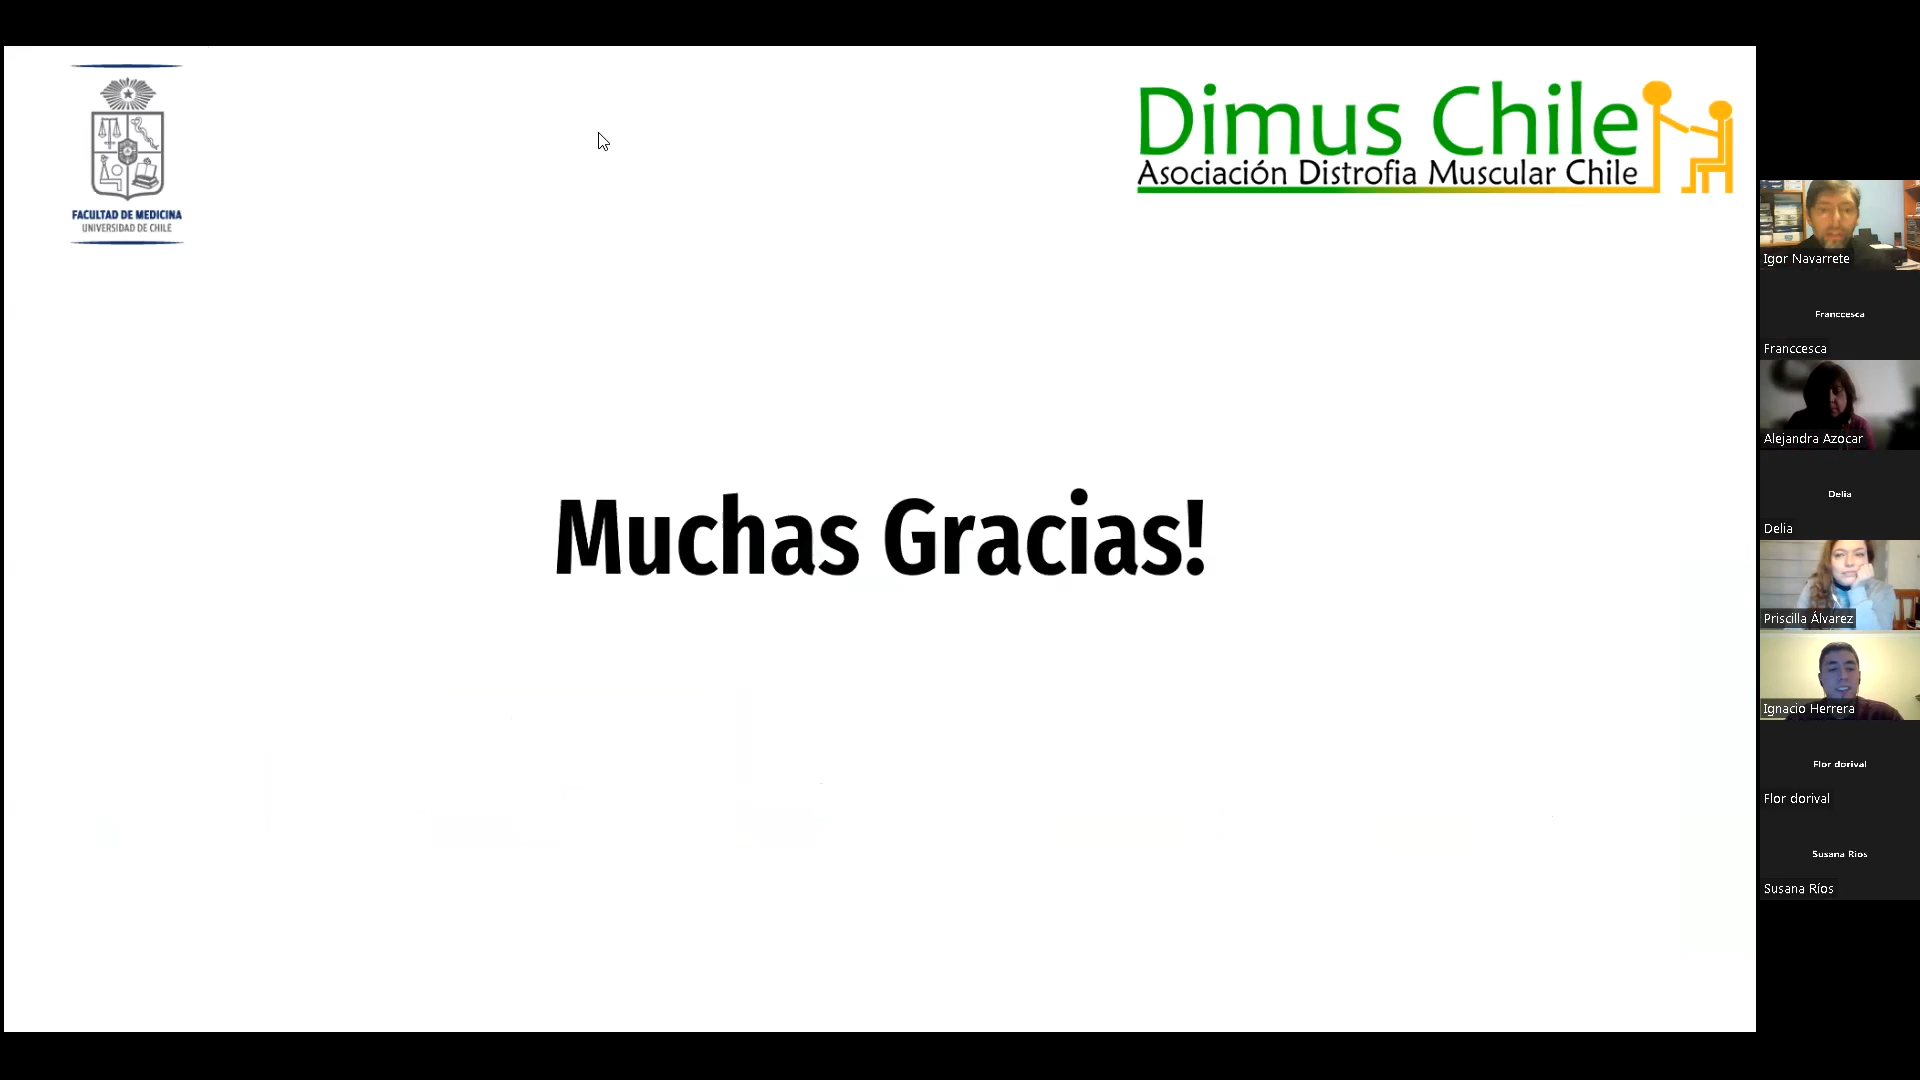 FACULTAD DE MEDICINA
UNIVERSIDAD DE CHILE
Dimus Chile
Asociación Distrofia Muscular Chile
Muchas Gracias!
Igor Navarrete
Franccesca
Franccesca
Alejandra Azocar
Delia
Delia
Priscilla Álvarez
Ignacio Herrera
Flor dorival
Flor dorival
Susana Ríos
Susana Ríos